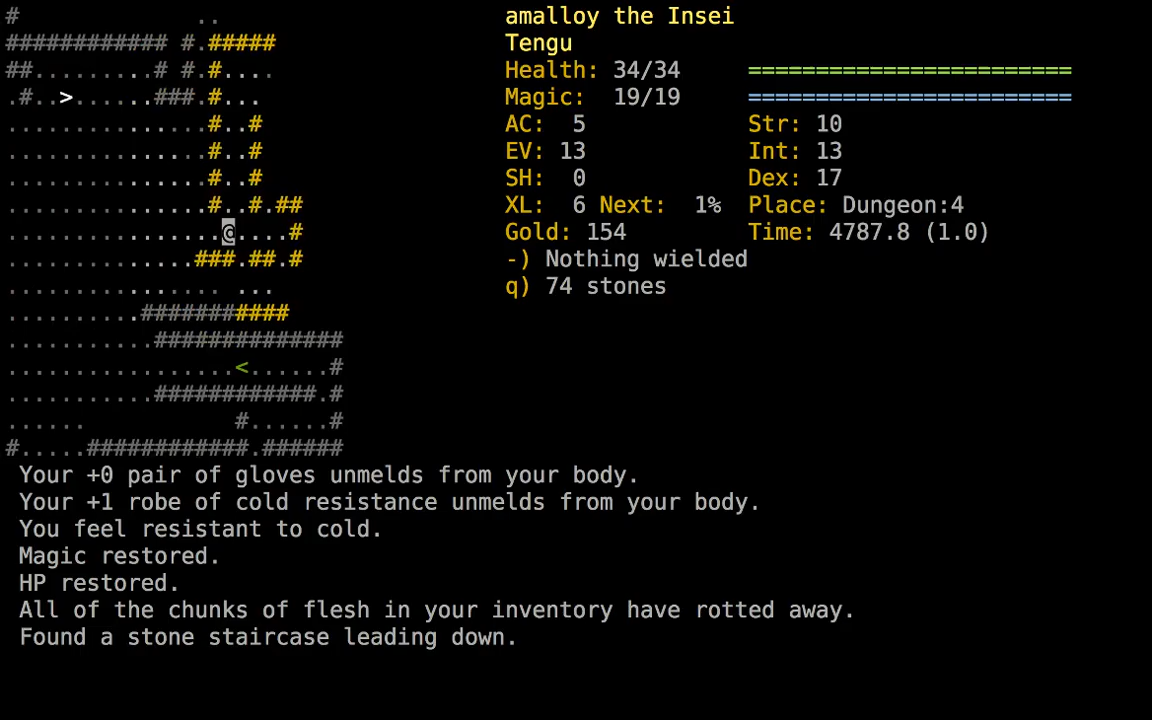 #              ..                     amalloy the Insei
############ #.#####                 Tengu
##.........# #.#....                 Health: 34/34     ========================
.#..>......###.#...                  Magic:  19/19     ========================
...............#..#                  AC:  5            Str: 10
...............#..#                  EV: 13            Int: 13
...............#..#                  SH:  0            Dex: 17
...............#..#.##               XL:  6 Next:  1%  Place: Dungeon:4
................@....#               Gold: 154         Time: 4787.8 (1.0)
..............###.##.#               -) Nothing wielded
................ ...                 q) 74 stones
..........###########
...........##############
.................<......#
...........############.#
......           #......#
#.....############.######
Your +0 pair of gloves unmelds from your body.
Your +1 robe of cold resistance unmelds from your body.
You feel resistant to cold.
Magic restored.
HP restored.
All of the chunks of flesh in your inventory have rotted away.
Found a stone staircase leading down.